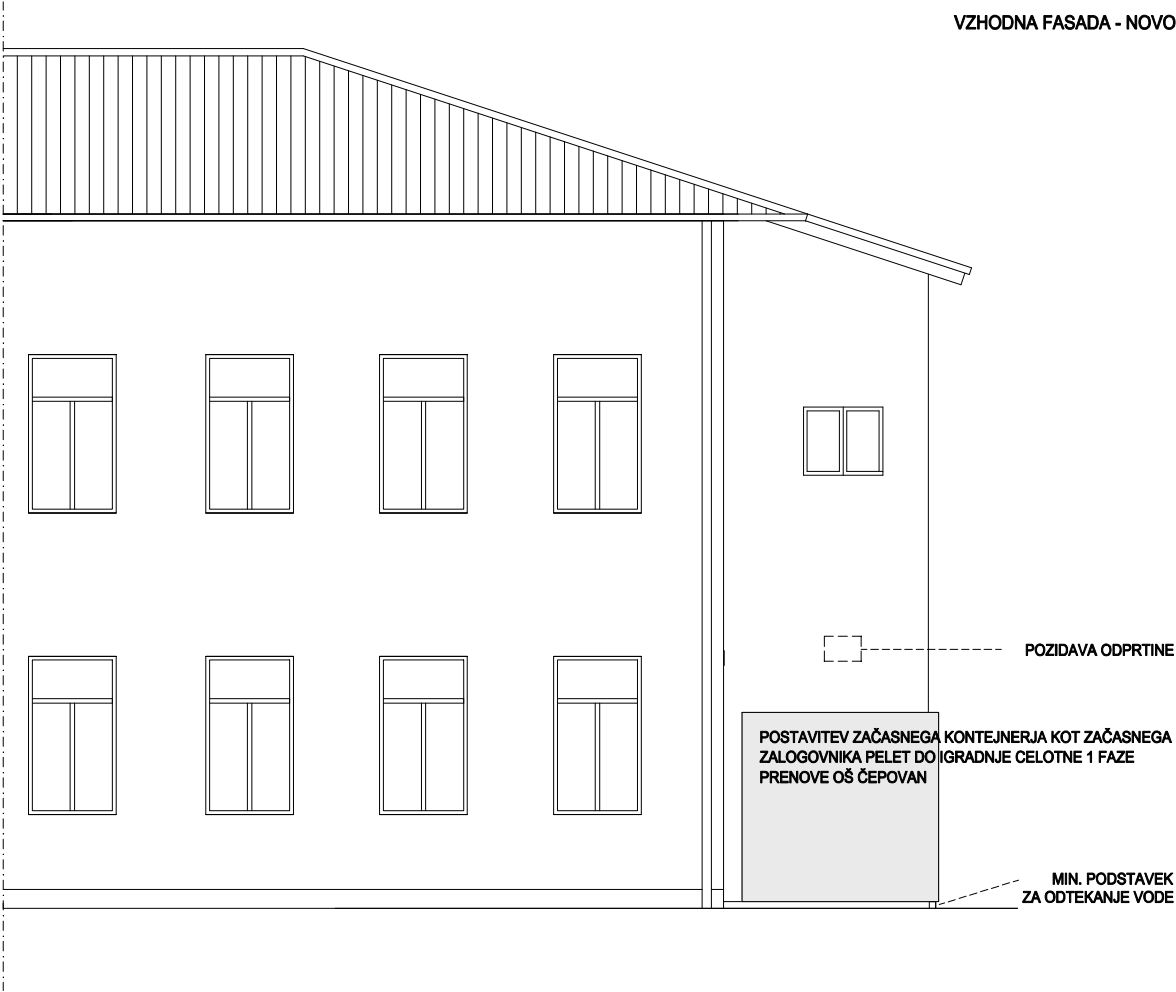 VZHODNA FASADA - NOVO
POZIDAVA ODPRTINE
POSTAVITEV ZAČASNEGA KONTEJNERJA KOT ZAČASNEGA
ZALOGOVNIKA PELET DO IGRADNJE CELOTNE 1 FAZE
PRENOVE OŠ ČEPOVAN
MIN. PODSTAVEK
ZA ODTEKANJE VODE